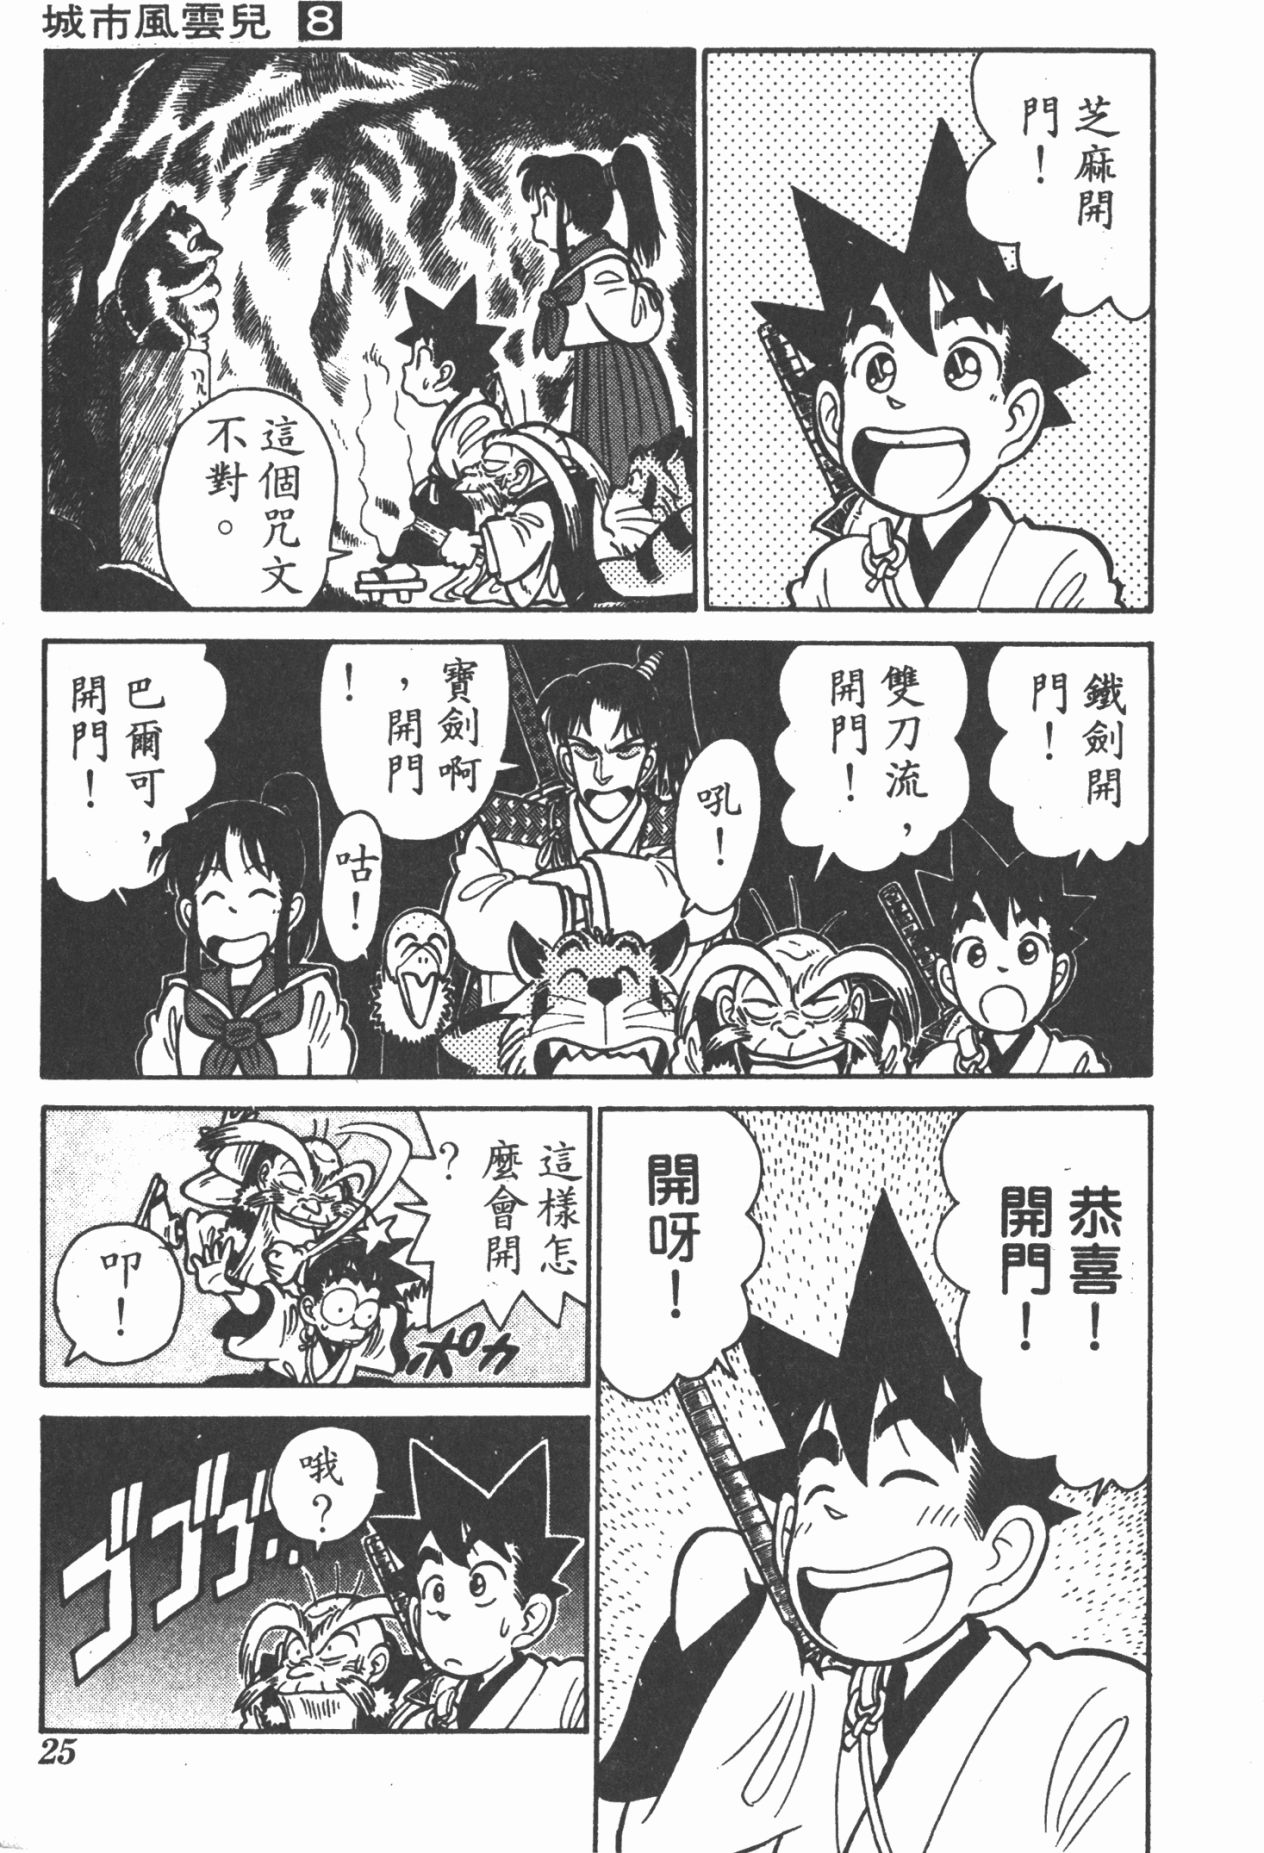 城市風雲兒 8
芝麻開
門！
這個咒文
不對。
鐵劍開
門！
雙刀流，
開門！
吼！
寶劍啊
，開門
！
咕！
巴爾可，
開門！
恭喜！
開門！
開呀！
這樣怎
麼會開
？
叩！
ポカ
哦？
ゴゴゴ…
25